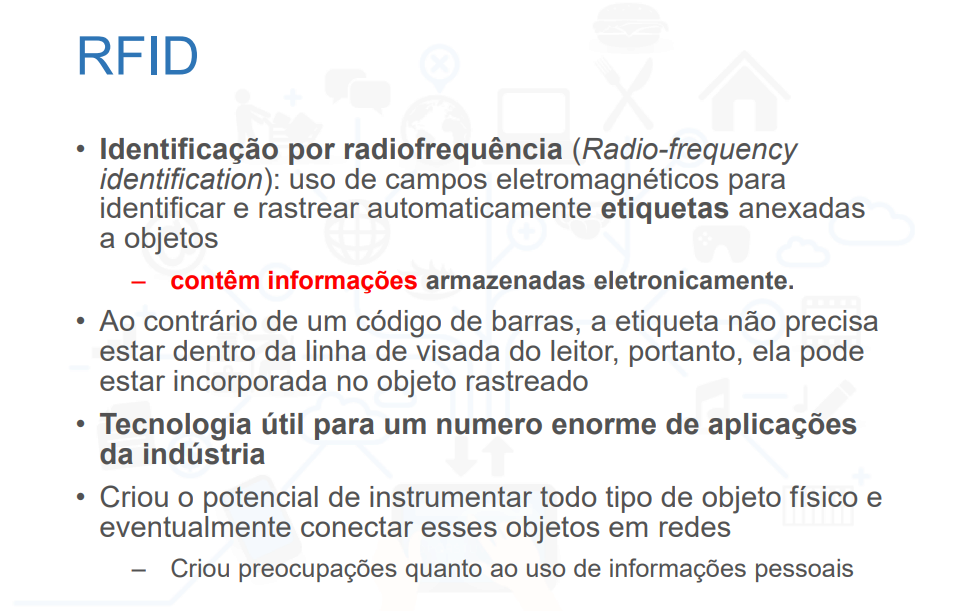 RFID
• Identificação por radiofrequência (Radio-frequency
identification): uso de campos eletromagnéticos para
identificar e rastrear automaticamente etiquetas anexadas
a objetos
– contêm informações armazenadas eletronicamente.
• Ao contrário de um código de barras, a etiqueta não precisa
estar dentro da linha de visada do leitor, portanto, ela pode
estar incorporada no objeto rastreado
• Tecnologia útil para um numero enorme de aplicações
da indústria
• Criou o potencial de instrumentar todo tipo de objeto físico e
eventualmente conectar esses objetos em redes
– Criou preocupações quanto ao uso de informações pessoais